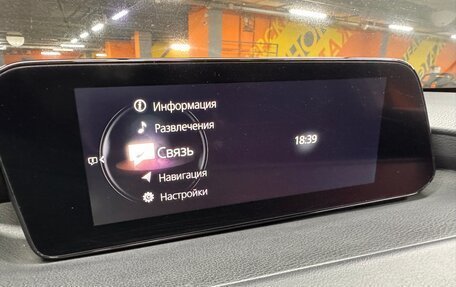 Информация
Развлечения
Связь
18:39
Навигация
Настройки